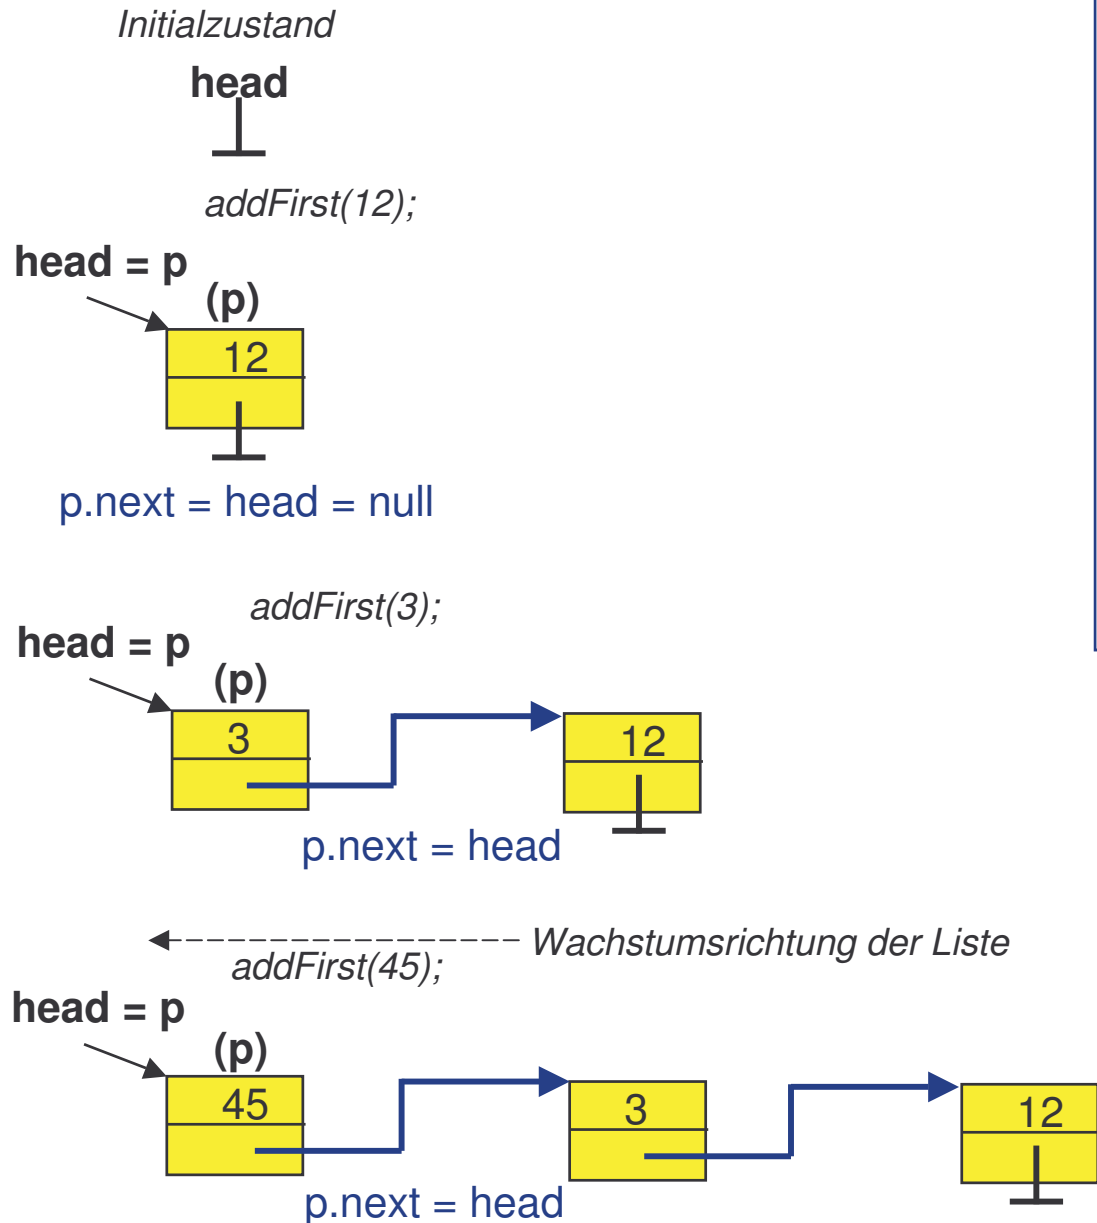 Initialzustand
head
addFirst(12);
head = p
(p)
12
p.next = head = null
addFirst(3);
head = p
(p)
3
12
p.next = head
Wachstumsrichtung der Liste
addFirst(45);
head = p
(p)
45
3
12
p.next = head